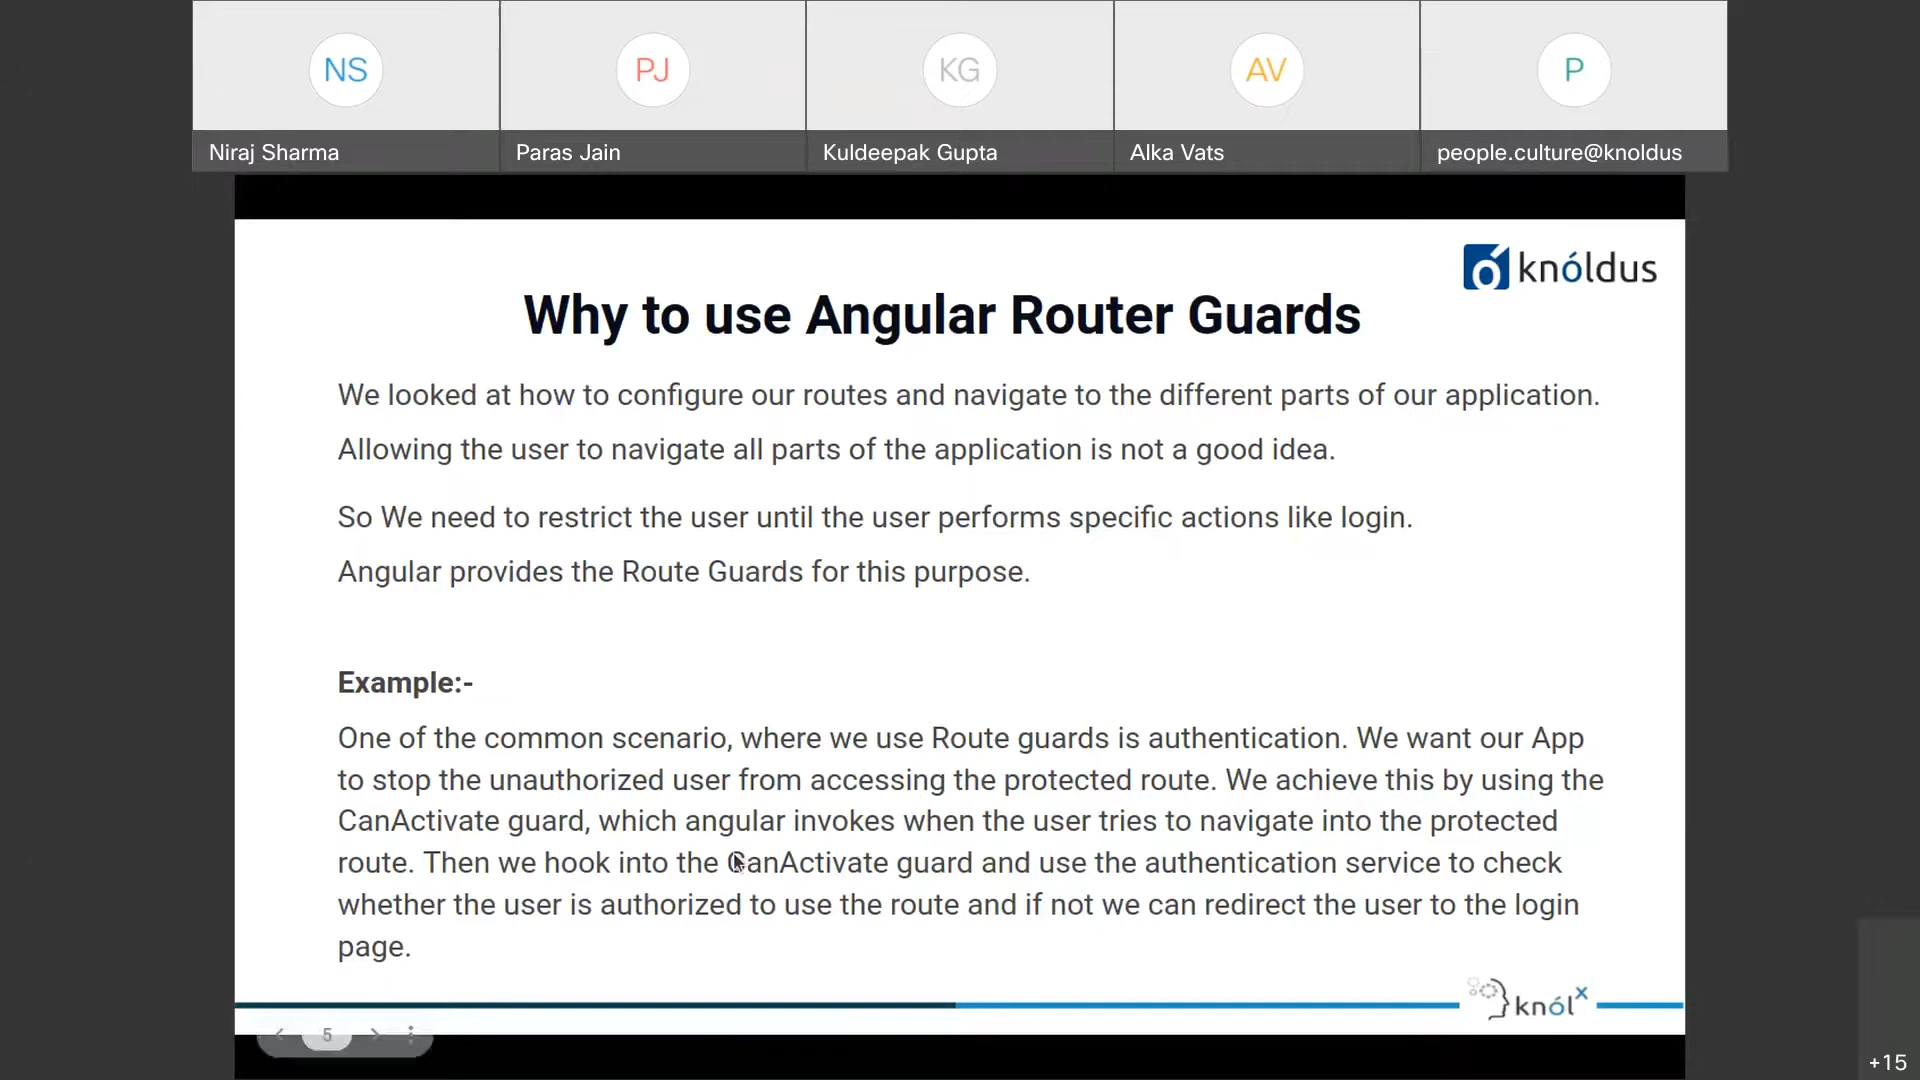 NS
PJ
KG
AV
P
Niraj Sharma
Paras Jain
Kuldeepak Gupta
Alka Vats
people.culture@knoldus
knóldus
Why to use Angular Router Guards
We looked at how to configure our routes and navigate to the different parts of our application.
Allowing the user to navigate all parts of the application is not a good idea.
So We need to restrict the user until the user performs specific actions like login.
Angular provides the Route Guards for this purpose.
Example:-
One of the common scenario, where we use Route guards is authentication. We want our App
to stop the unauthorized user from accessing the protected route. We achieve this by using the
CanActivate guard, which angular invokes when the user tries to navigate into the protected
route. Then we hook into the CanActivate guard and use the authentication service to check
whether the user is authorized to use the route and if not we can redirect the user to the login
page.
knólx
5
+15